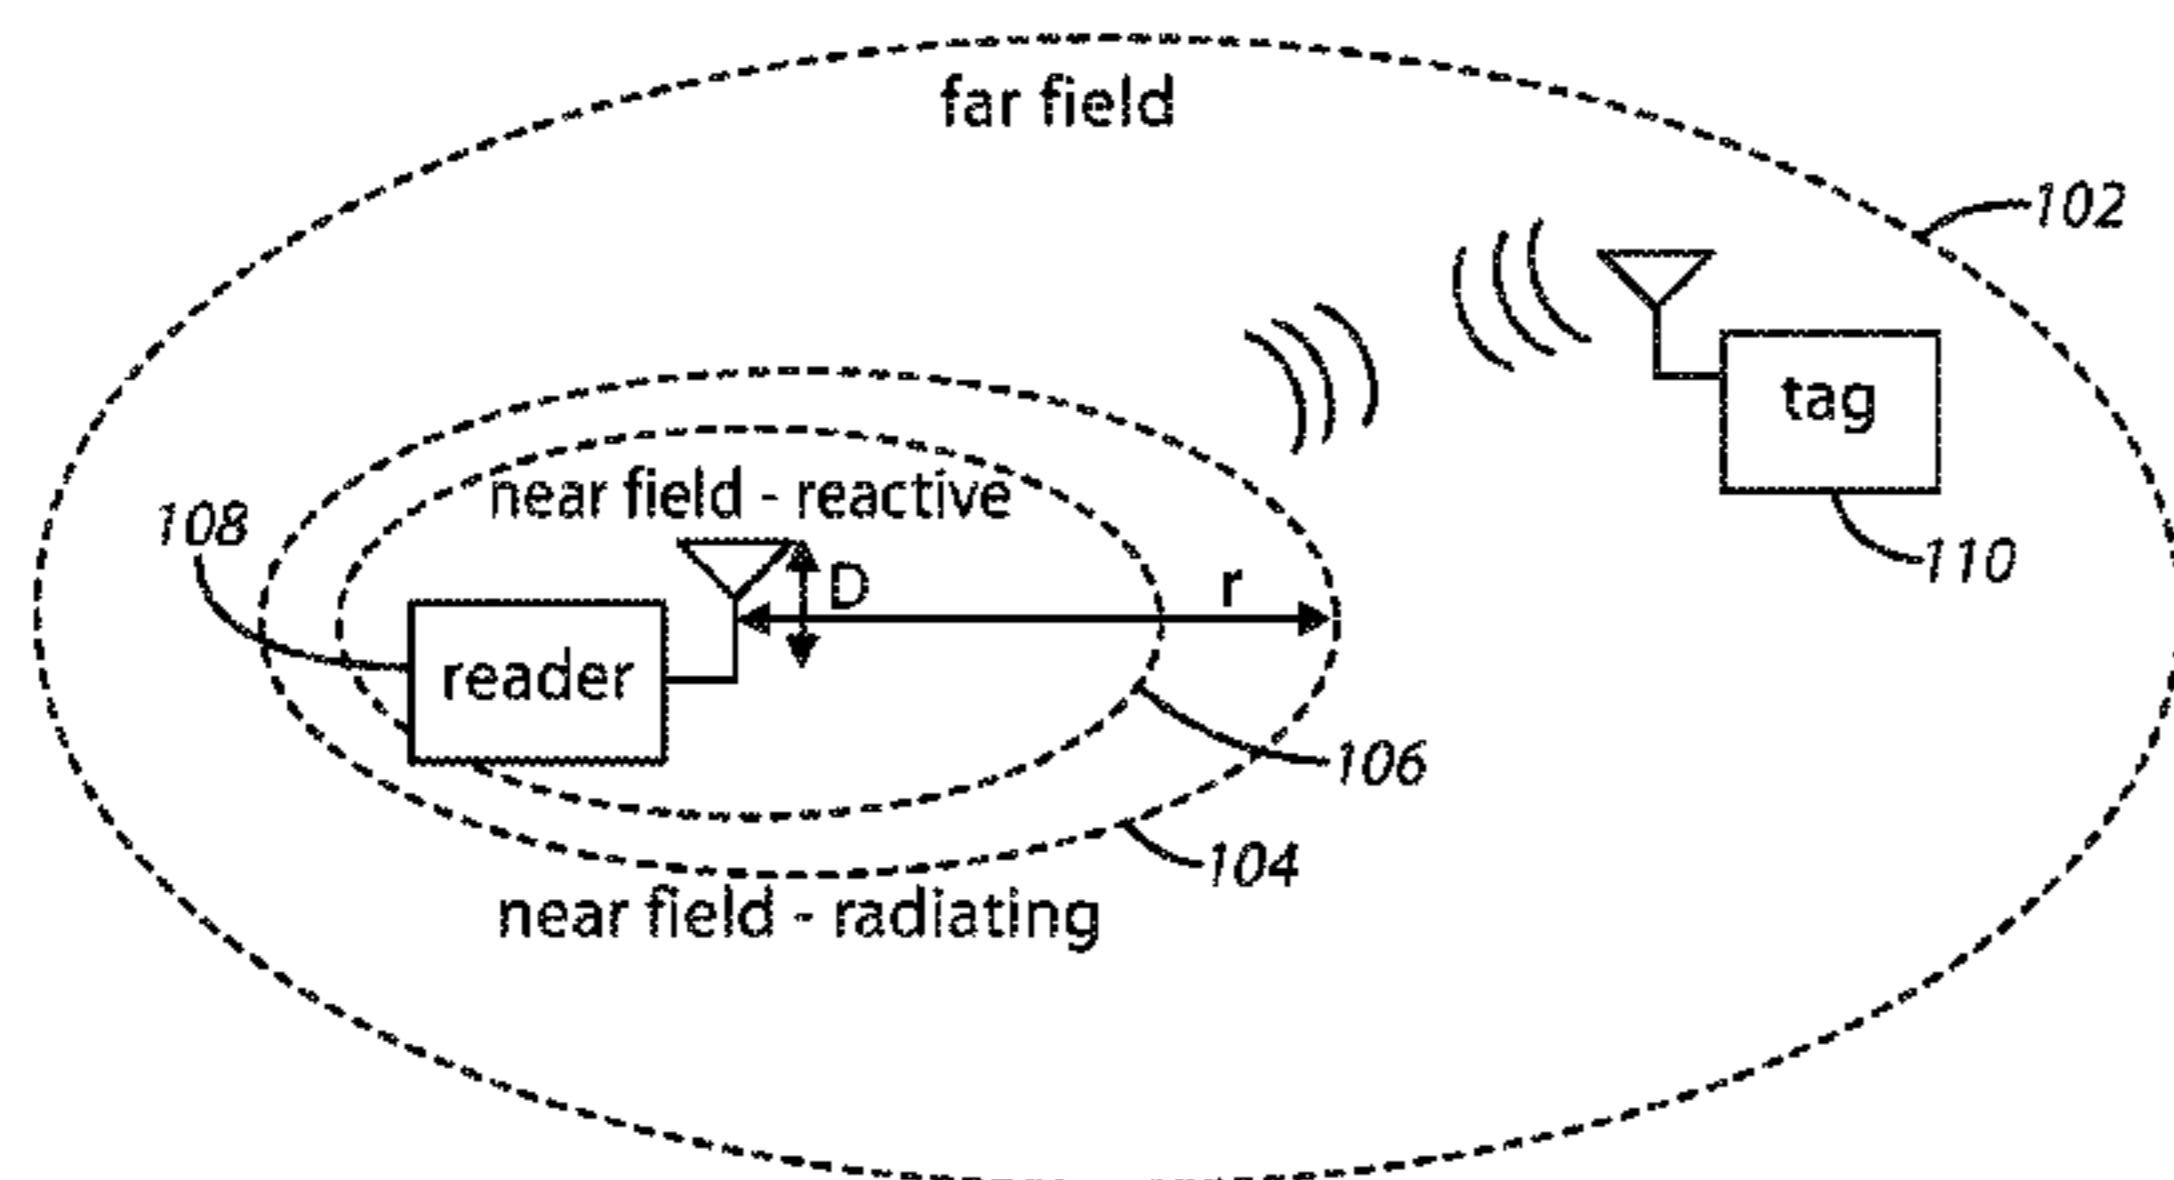 far field
102
tag
110
near field - reactive
108
D
r
reader
106
104
near field - radiating